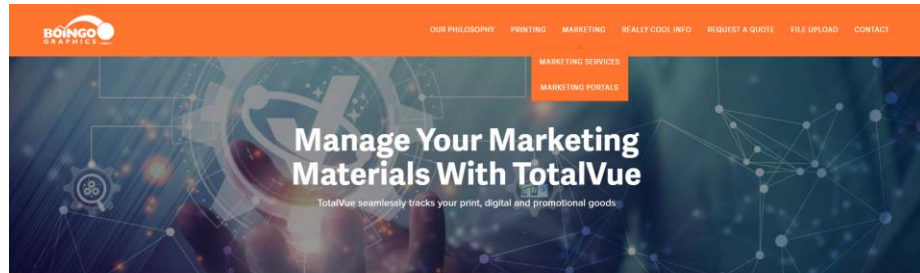 BOINGO
GRAPHICS
OUR PHILOSOPHY PRINTING MARKETING REALLY COOL INFO REQUEST A QUOTE FILE UPLOAD CONTACT
MARKETING SERVICES
MARKETING PORTALS
Manage Your Marketing
Materials With TotalVue
TotalVue seamlessly tracks your print, digital and promotional goods